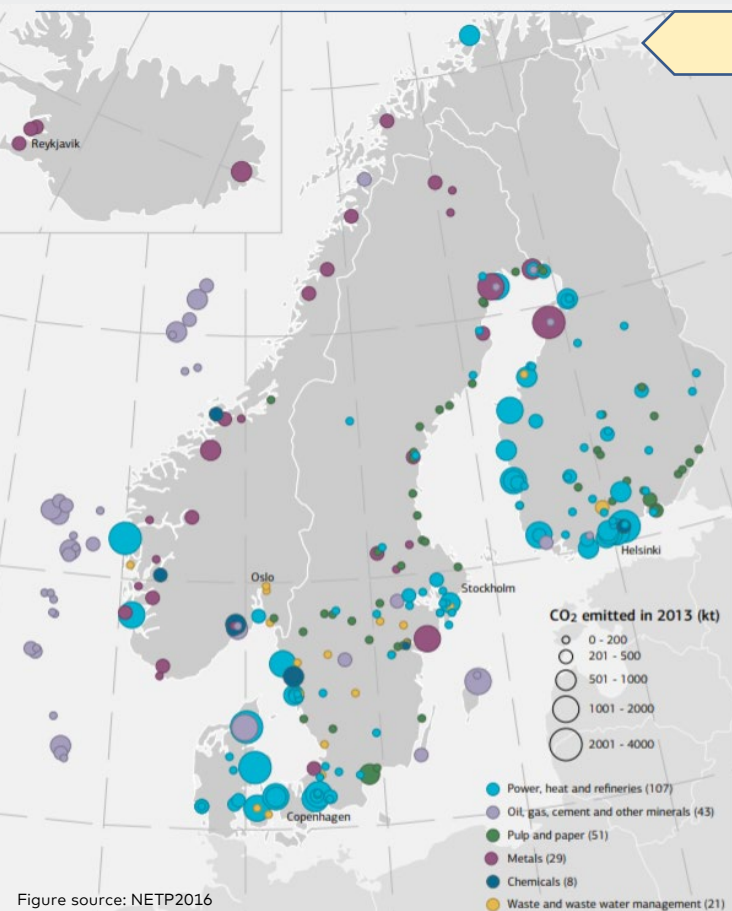 Reykjavik
Oslo
Stockholm
Helsinki
Copenhagen
CO₂ emitted in 2013 (kt)
0 - 200
201 - 500
501 - 1000
1001 - 2000
2001 - 4000
Power, heat and refineries (107)
Oil, gas, cement and other minerals (43)
Pulp and paper (51)
Metals (29)
Chemicals (8)
Waste and waste water management (21)
Figure source: NETP2016